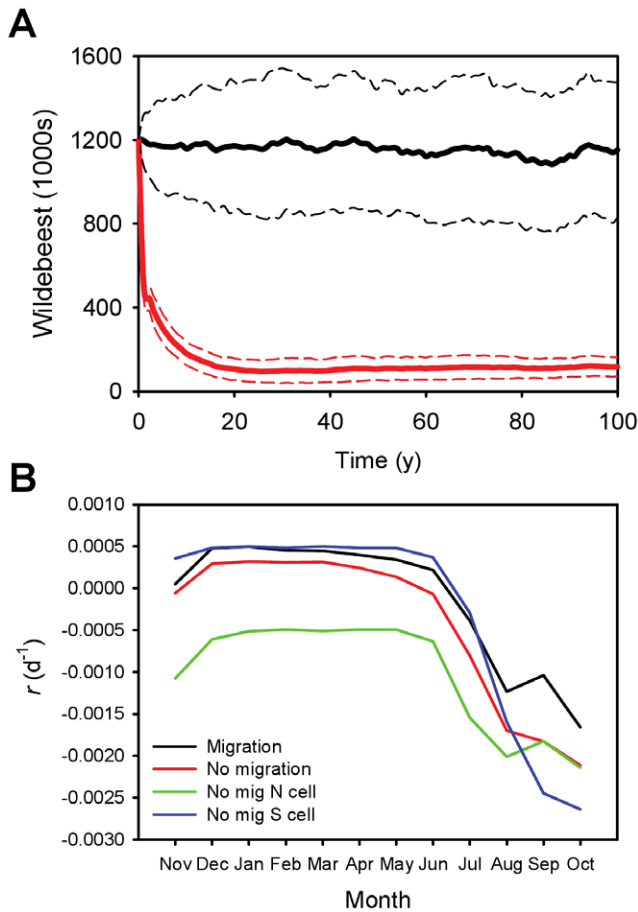 A
Wildebeest (1000s)
1600
1200
800
400
0
0 20 40 60 80 100
Time (y)
B
r (d-1)
0.0010
0.0005
0.0000
-0.0005
-0.0010
-0.0015
-0.0020
-0.0025
-0.0030
Migration
No migration
No mig N cell
No mig S cell
Nov Dec Jan Feb Mar Apr May Jun Jul Aug Sep Oct
Month